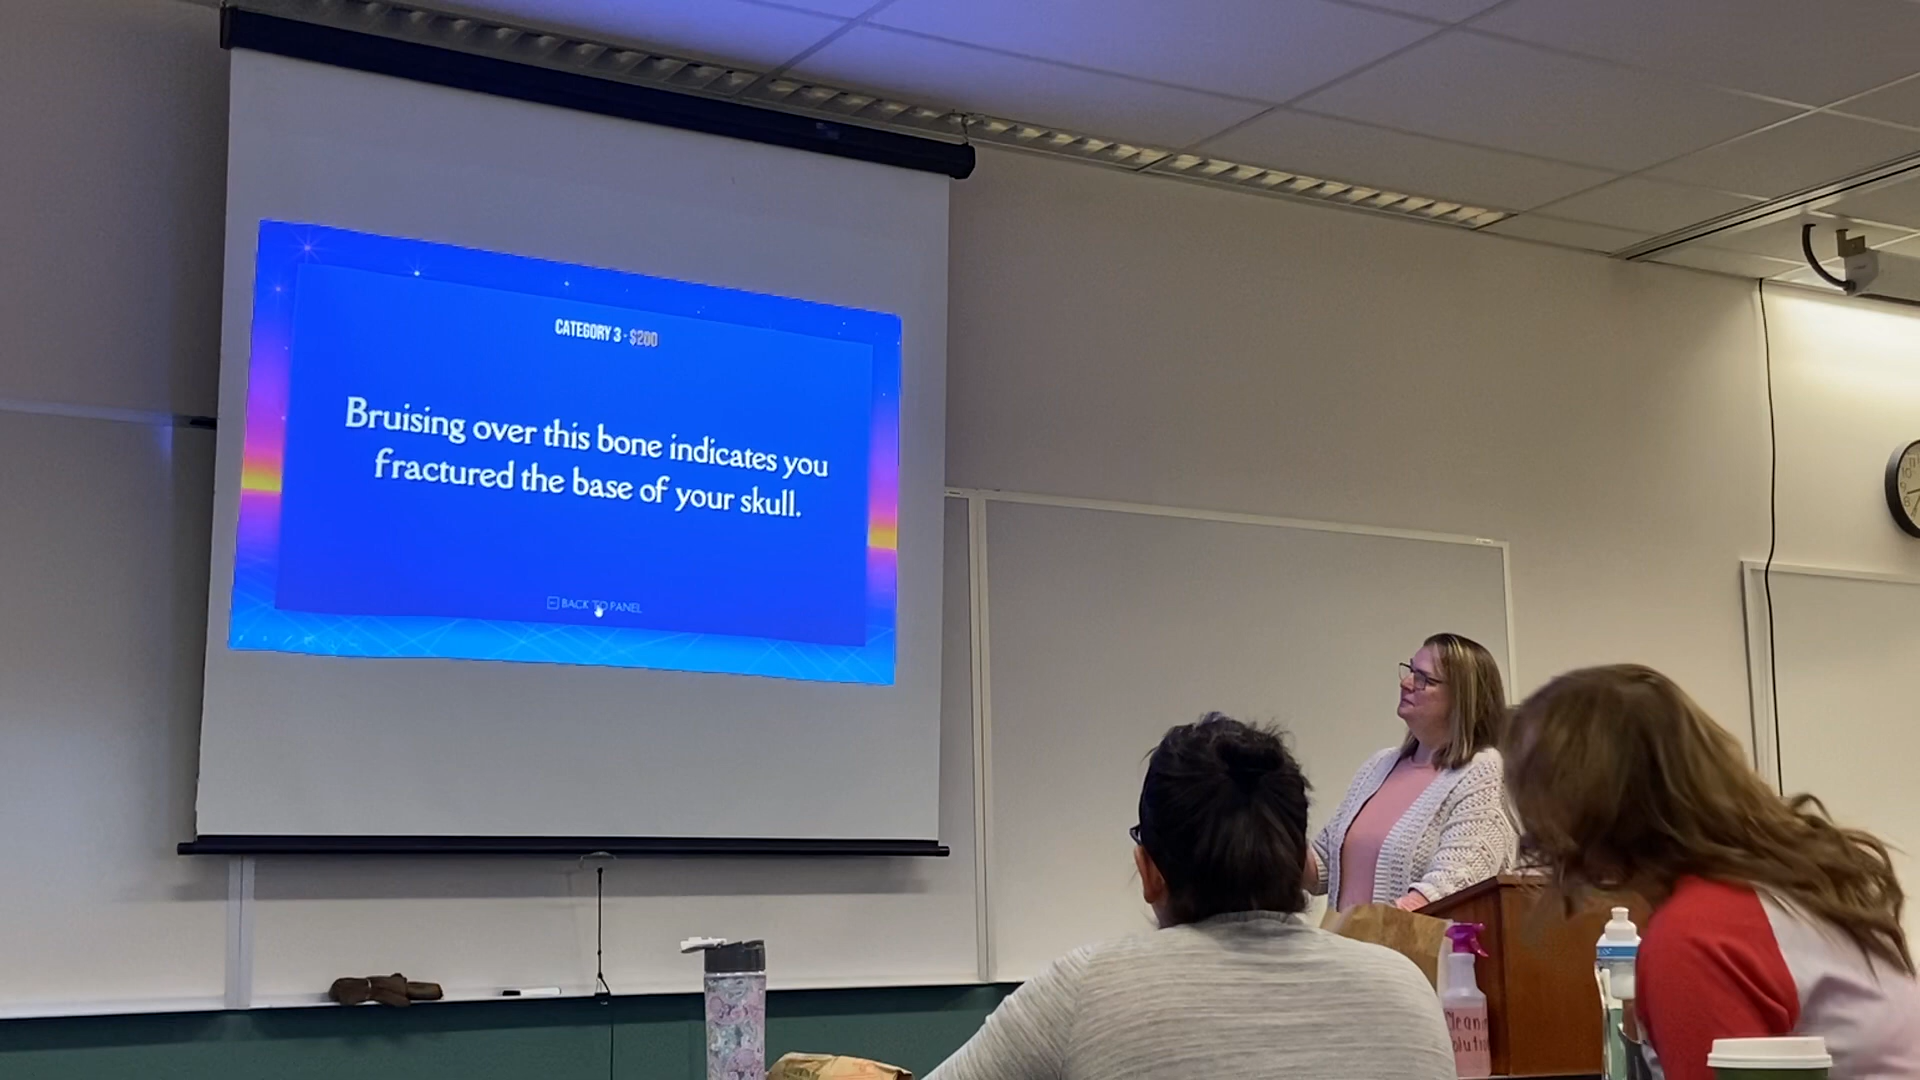 CATEGORY 3 - $200
Bruising over this bone indicates you
fractured the base of your skull.
BACK TO PANEL